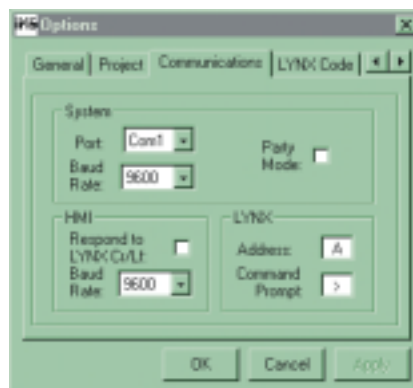 IMS Options
General Project Communications LYNX Code
System
Port: Com1
Party Mode:
Baud Rate: 9600
HMI
Respond to LYNX Cr/Lf:
Baud Rate: 9600
LYNX
Address: A
Command Prompt: >
OK Cancel Apply